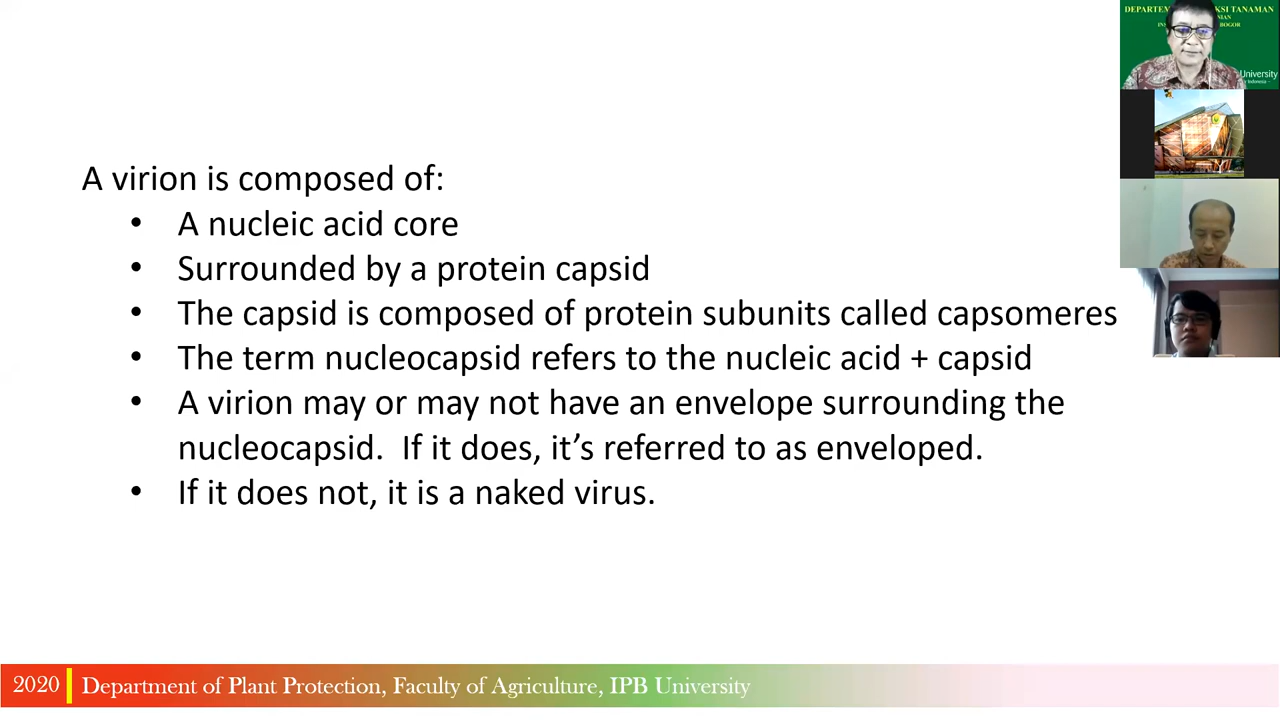 A virion is composed of:
• A nucleic acid core
• Surrounded by a protein capsid
• The capsid is composed of protein subunits called capsomeres
• The term nucleocapsid refers to the nucleic acid + capsid
• A virion may or may not have an envelope surrounding the
nucleocapsid.  If it does, it’s referred to as enveloped.
• If it does not, it is a naked virus.
2020 Department of Plant Protection, Faculty of Agriculture, IPB University
TANAMAN
BOGOR
University